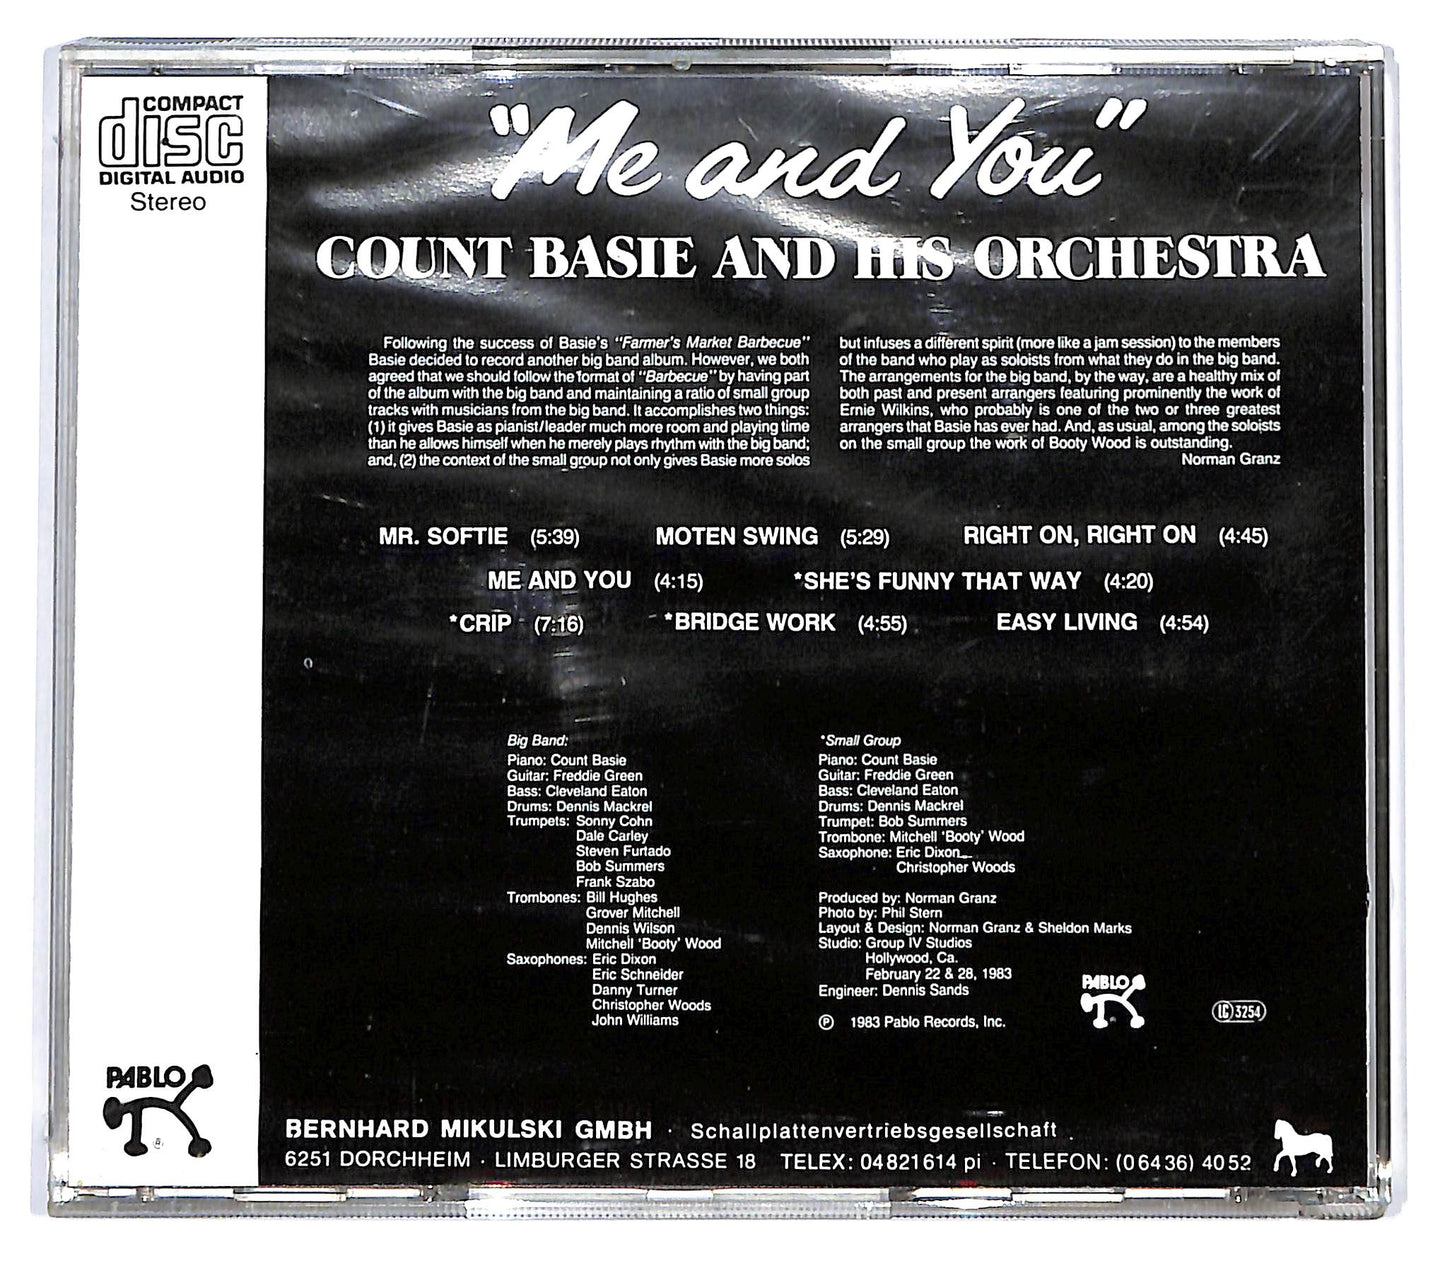 COMPACT
disc
DIGITAL AUDIO
Stereo
"Me and You"
COUNT BASIE AND HIS ORCHESTRA
Following the success of Basie's "Farmer's Market Barbecue"
Basie decided to record another big band album. However, we both
agreed that we should follow the format of "Barbecue" by having part
of the album with the big band and maintaining a ratio of small group
tracks with musicians from the big band. It accomplishes two things:
(1) it gives Basie as pianist/leader much more room and playing time
than he allows himself when he merely plays rhythm with the big band;
and, (2) the context of the small group not only gives Basie more solos
but infuses a different spirit (more like a jam session) to the members
of the band who play as soloists from what they do in the big band.
The arrangements for the big band, by the way, are a healthy mix of
both past and present arrangers featuring prominently the work of
Ernie Wilkins, who probably is one of the two or three greatest
arrangers that Basie has ever had. And, as usual, among the soloists
on the small group the work of Booty Wood is outstanding.
Norman Granz
MR. SOFTIE (5:39) MOTEN SWING (5:29) RIGHT ON, RIGHT ON (4:45)
ME AND YOU (4:15) *SHE'S FUNNY THAT WAY (4:20)
*CRIP (7:16) *BRIDGE WORK (4:55) EASY LIVING (4:54)
Big Band:
Piano: Count Basie
Guitar: Freddie Green
Bass: Cleveland Eaton
Drums: Dennis Mackrel
Trumpets: Sonny Cohn
Dale Carley
Steven Furtado
Bob Summers
Frank Szabo
Trombones: Bill Hughes
Grover Mitchell
Dennis Wilson
Mitchell 'Booty' Wood
Saxophones: Eric Dixon
Eric Schneider
Danny Turner
Christopher Woods
John Williams
*Small Group
Piano: Count Basie
Guitar: Freddie Green
Bass: Cleveland Eaton
Drums: Dennis Mackrel
Trumpet: Bob Summers
Trombone: Mitchell 'Booty' Wood
Saxophone: Eric Dixon
Christopher Woods
Produced by: Norman Granz
Photo by: Phil Stern
Layout & Design: Norman Granz & Sheldon Marks
Studio: Group IV Studios
Hollywood, Ca.
February 22 & 28, 1983
Engineer: Dennis Sands
℗ 1983 Pablo Records, Inc.
PABLO
LC 3254
PABLO
®
BERNHARD MIKULSKI GMBH · Schallplattenvertriebsgesellschaft
6251 DORCHHEIM · LIMBURGER STRASSE 18 TELEX: 04821614 pi · TELEFON: (06436) 4052